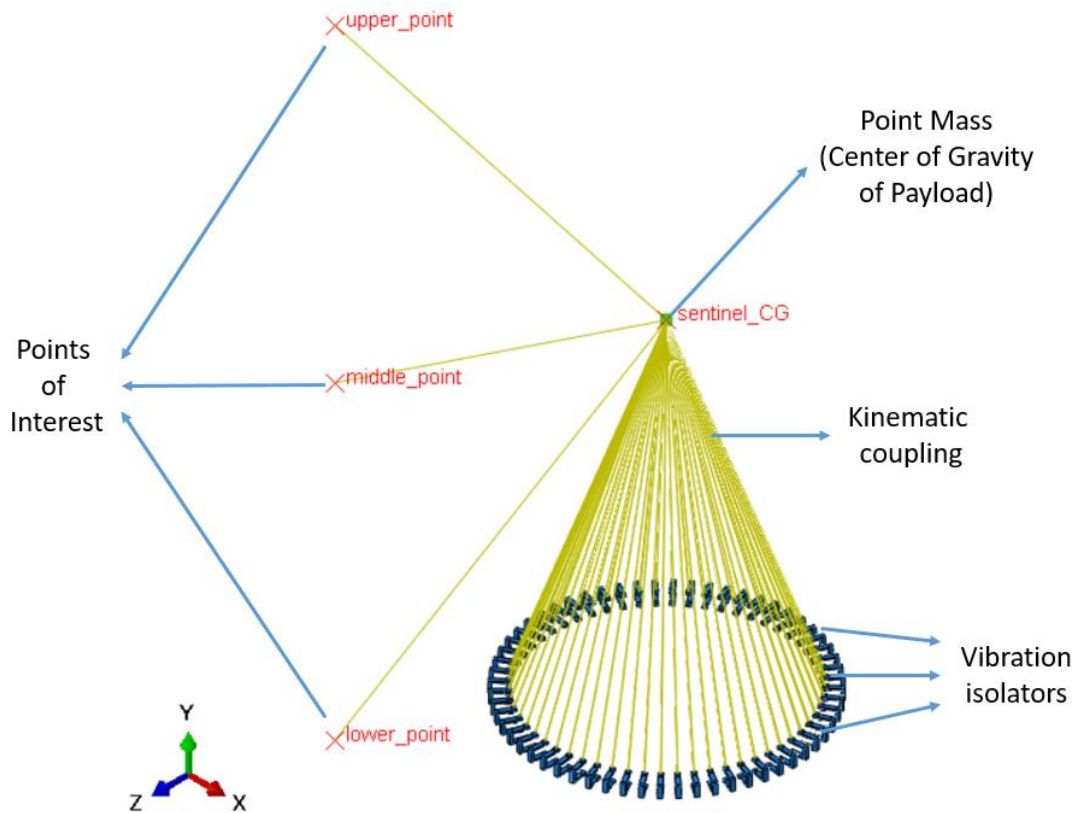 upper_point
Point Mass
(Center of Gravity
of Payload)
sentinel_CG
Points
of
Interest
middle_point
Kinematic
coupling
Vibration
isolators
lower_point
Y
Z
X